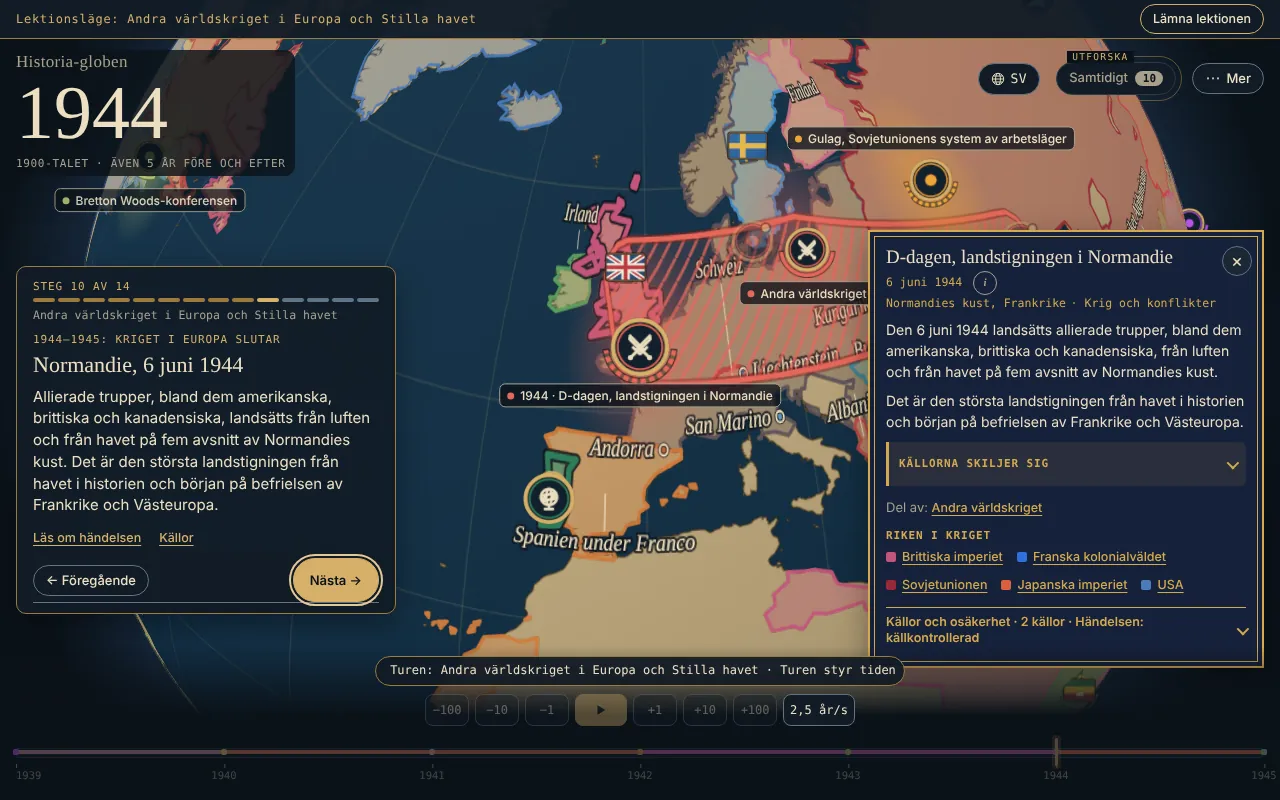 Lektionsläge: Andra världskriget i Europa och Stilla havet
Lämna lektionen
Historia-globen
1944
1900-TALET · ÄVEN 5 ÅR FÖRE OCH EFTER
SV
UTFORSKA
Samtidigt 10
··· Mer
Bretton Woods-konferensen
Gulag, Sovjetunionens system av arbetsläger
Finland
Irland
Schweiz
Andra världskriget
Liechtenstein
1944 · D-dagen, landstigningen i Normandie
San Marino
Andorra
Spanien under Franco
STEG 10 AV 14
Andra världskriget i Europa och Stilla havet
1944–1945: KRIGET I EUROPA SLUTAR
Normandie, 6 juni 1944
Allierade trupper, bland dem amerikanska,
brittiska och kanadensiska, landsätts från luften
och från havet på fem avsnitt av Normandies
kust. Det är den största landstigningen från
havet i historien och början på befrielsen av
Frankrike och Västeuropa.
Läs om händelsen Källor
← Föregående
Nästa →
D-dagen, landstigningen i Normandie
6 juni 1944 i
Normandies kust, Frankrike · Krig och konflikter
Den 6 juni 1944 landsätts allierade trupper, bland dem
amerikanska, brittiska och kanadensiska, från luften
och från havet på fem avsnitt av Normandies kust.
Det är den största landstigningen från havet i historien
och början på befrielsen av Frankrike och Västeuropa.
KÄLLORNA SKILJER SIG
Del av: Andra världskriget
RIKEN I KRIGET
Brittiska imperiet Franska kolonialväldet
Sovjetunionen Japanska imperiet USA
Källor och osäkerhet · 2 källor · Händelsen:
källkontrollerad
Turen: Andra världskriget i Europa och Stilla havet · Turen styr tiden
−100 −10 −1 +1 +10 +100 2,5 år/s
1939 1940 1941 1942 1943 1944 1945